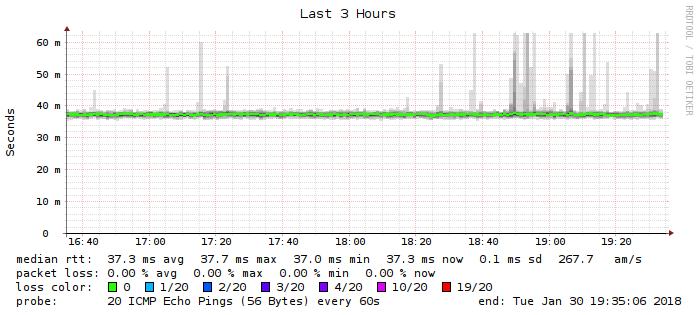 Last 3 Hours
RRDTOOL / TOBI OETIKER
Seconds
60 m
50 m
40 m
30 m
20 m
10 m
0
16:40 17:00 17:20 17:40 18:00 18:20 18:40 19:00 19:20
median rtt: 37.3 ms avg 37.7 ms max 37.0 ms min 37.3 ms now 0.1 ms sd 267.7 am/s
packet loss: 0.00 % avg 0.00 % max 0.00 % min 0.00 % now
loss color: 0 1/20 2/20 3/20 4/20 10/20 19/20
probe: 20 ICMP Echo Pings (56 Bytes) every 60s end: Tue Jan 30 19:35:06 2018